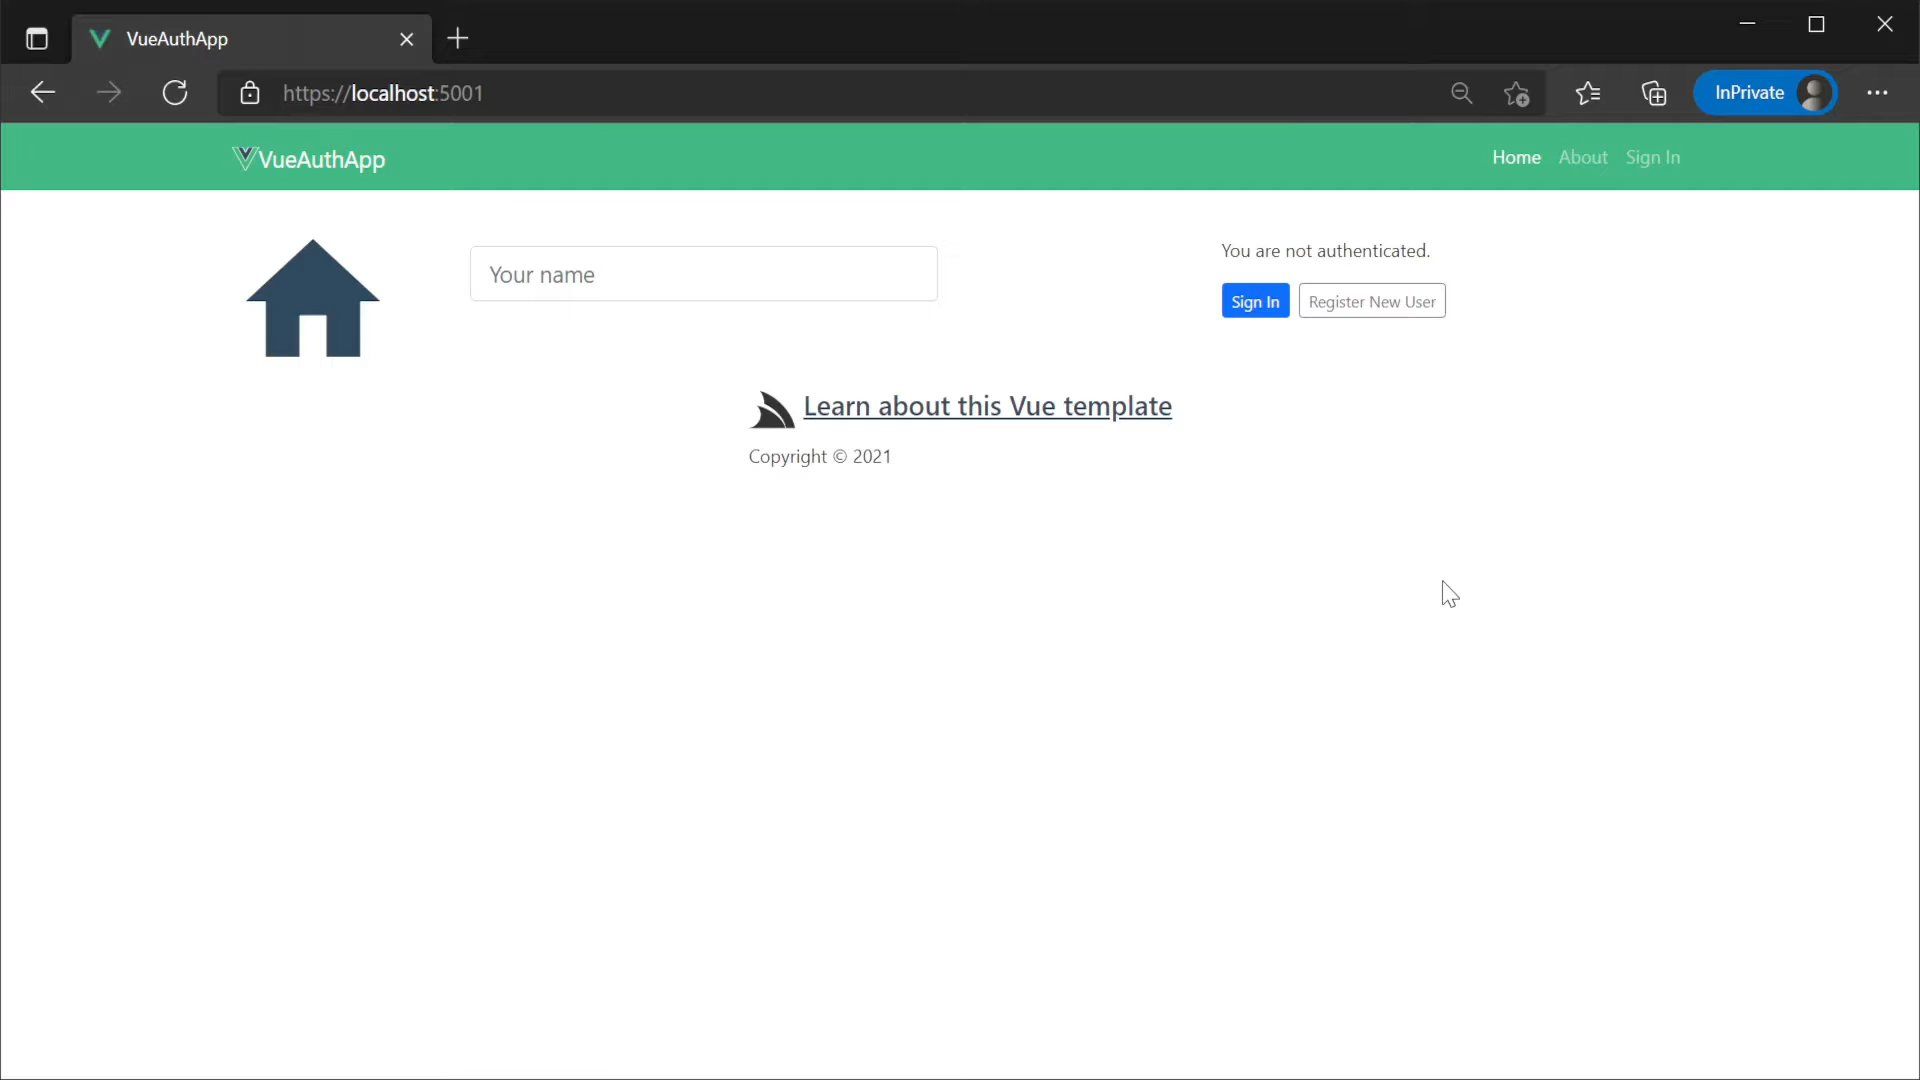 VueAuthApp
https://localhost:5001
InPrivate
VueAuthApp
Home About Sign In
Your name
You are not authenticated.
Sign In Register New User
Learn about this Vue template
Copyright © 2021